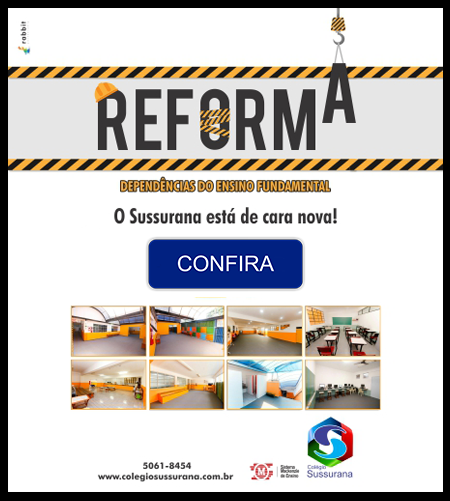 rabbit
REFORMA
DEPENDÊNCIAS DO ENSINO FUNDAMENTAL
O Sussurana está de cara nova!
CONFIRA
5061-8454
www.colegiosussurana.com.br
M
Sistema
Mackenzie
de Ensino
Colégio
Sussurana